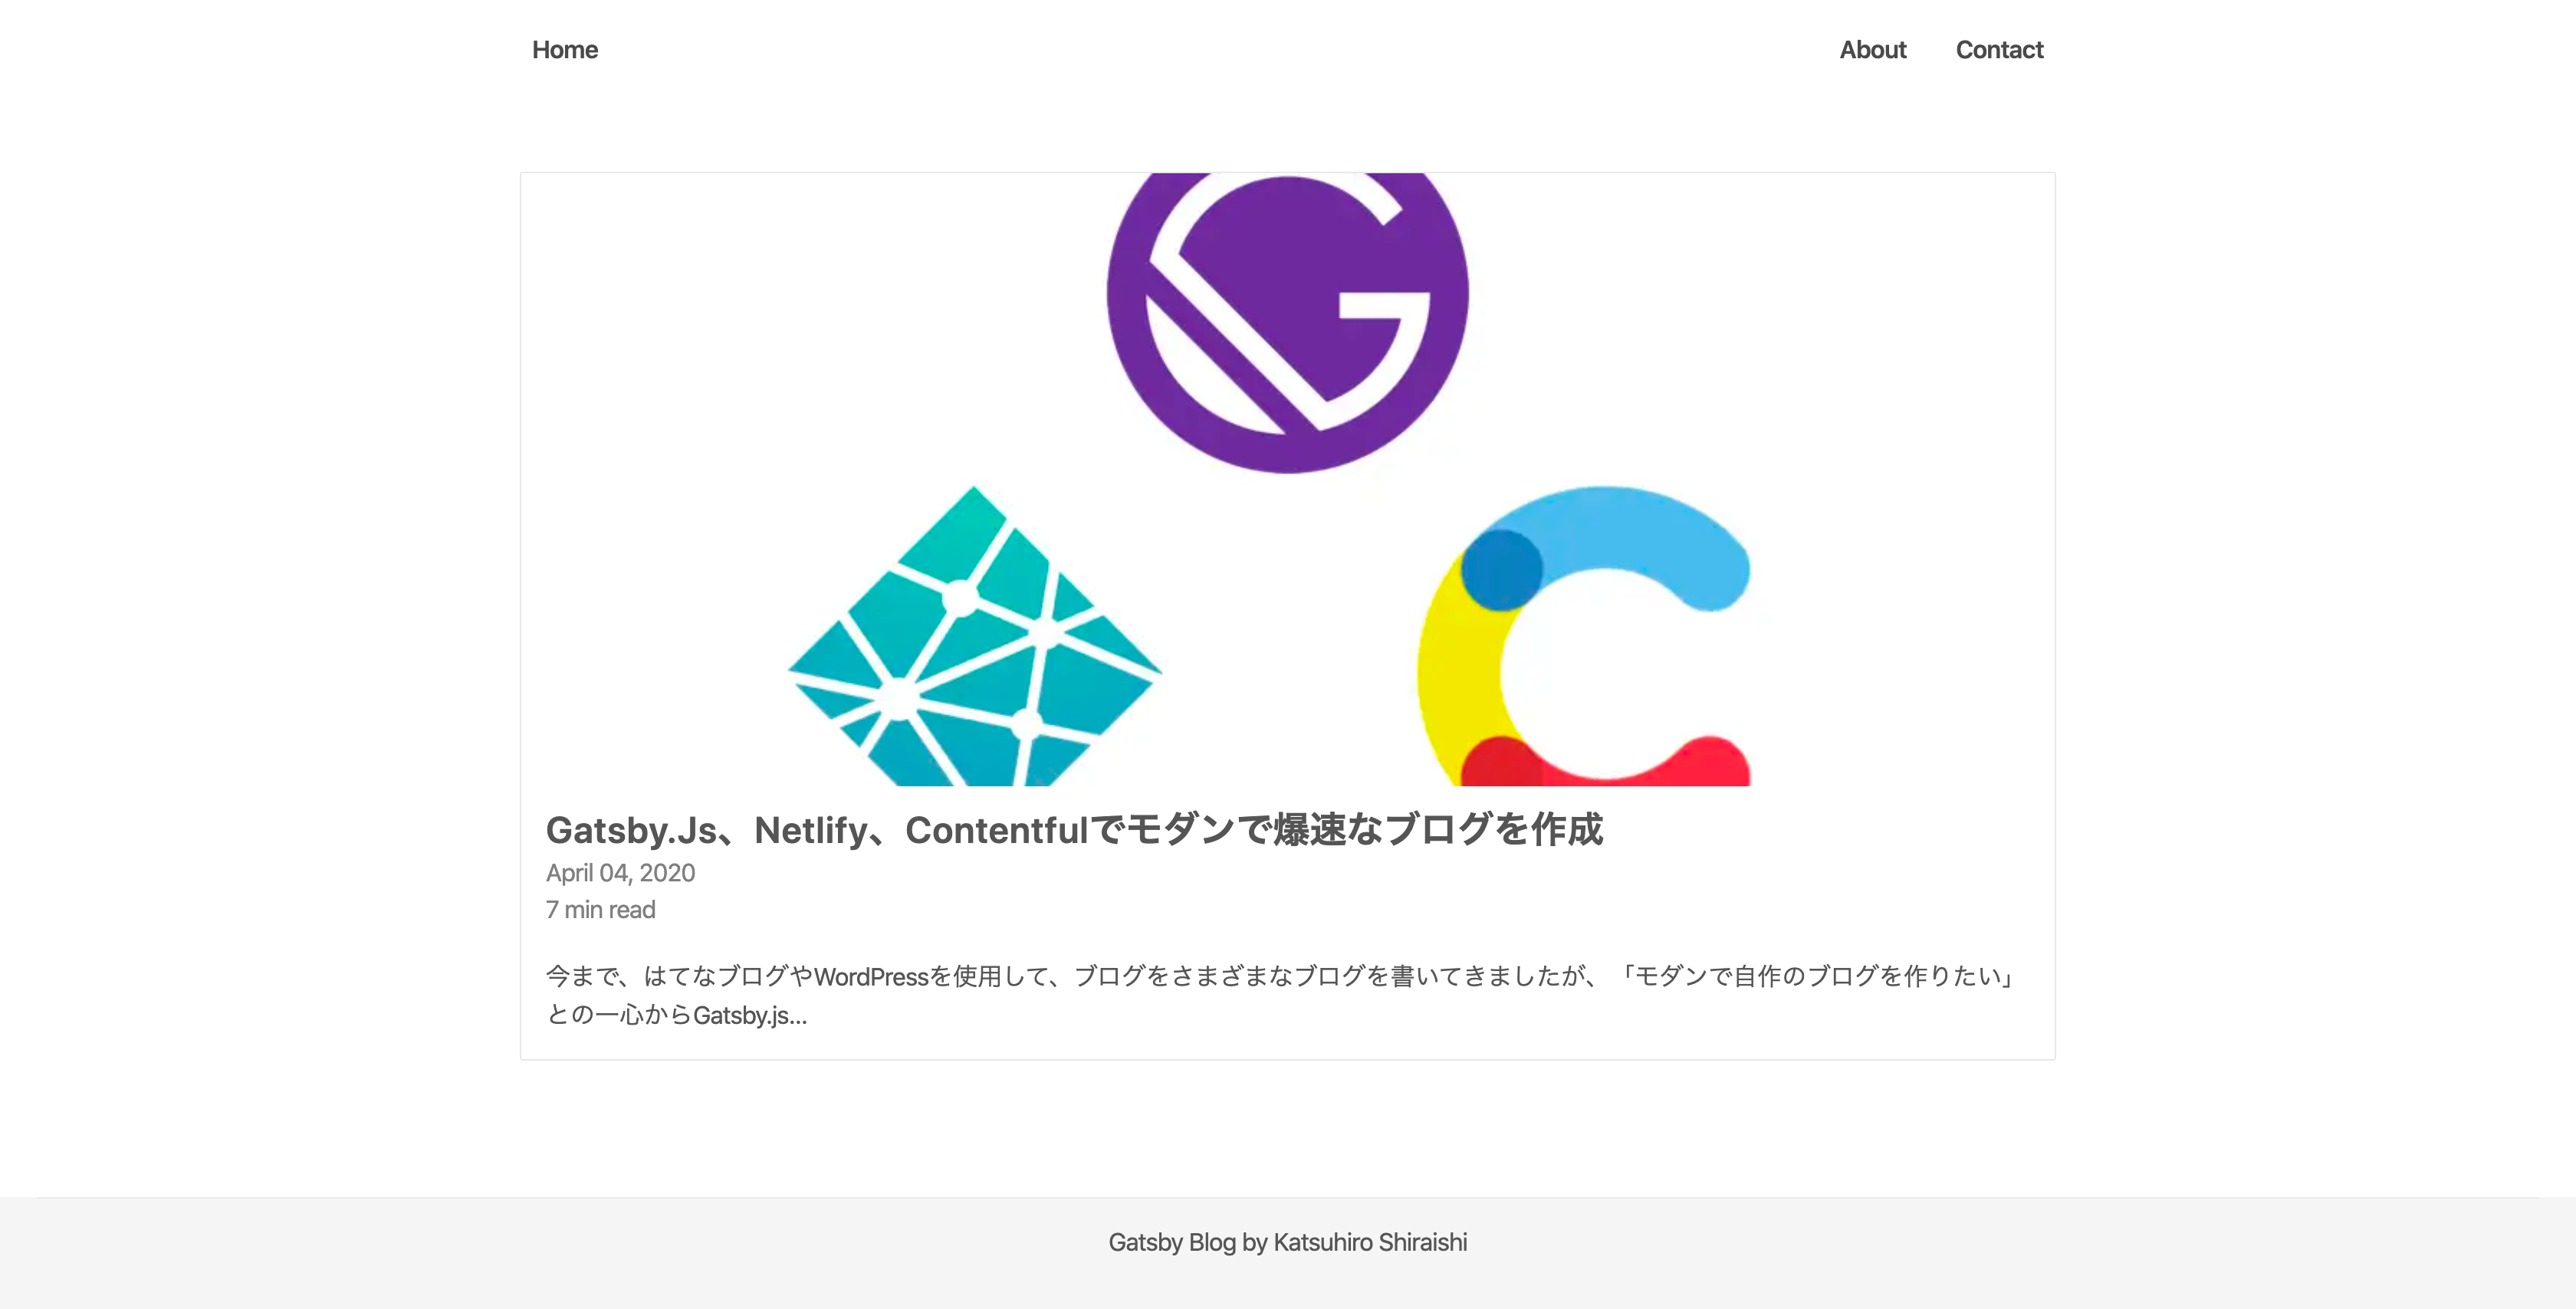 Home
About
Contact
Gatsby.Js、Netlify、Contentfulでモダンで爆速なブログを作成
April 04, 2020
7 min read
今まで、はてなブログやWordPressを使用して、ブログをさまざまなブログを書いてきましたが、「モダンで自作のブログを作りたい」
との一心からGatsby.js...
Gatsby Blog by Katsuhiro Shiraishi